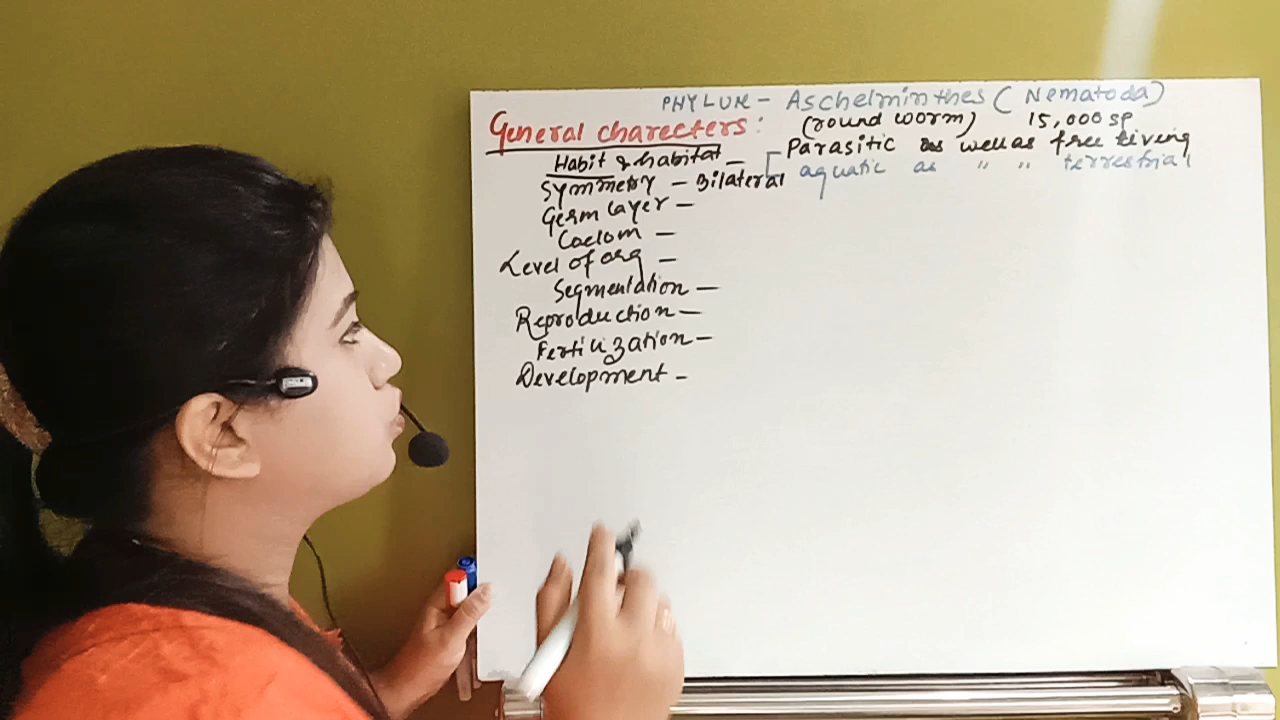 PHYLUM - Aschelminthes ( Nematoda)
General charecters: (round worm) 15,000 sp
Habit & habitat - Parasitic as well as free living
aquatic as " " terrestrial
Symmetry - Bilateral
Germ layer -
Coelom -
Level of org -
Segmentation -
Reproduction -
Fertilization -
Development -